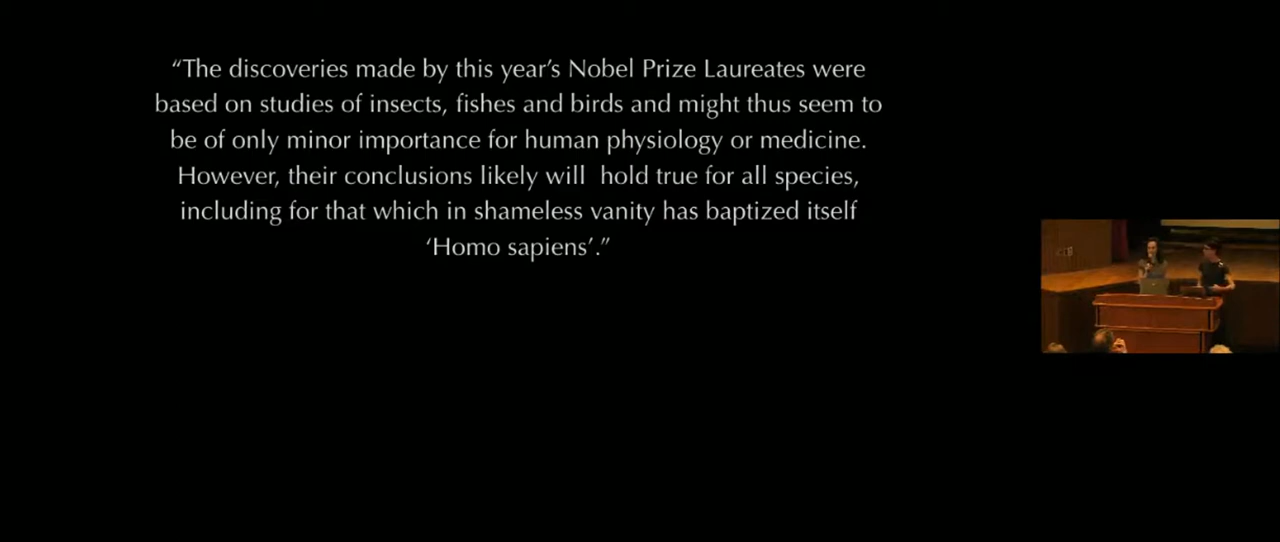 “The discoveries made by this year’s Nobel Prize Laureates were
based on studies of insects, fishes and birds and might thus seem to
be of only minor importance for human physiology or medicine.
However, their conclusions likely will  hold true for all species,
including for that which in shameless vanity has baptized itself
‘Homo sapiens’.”